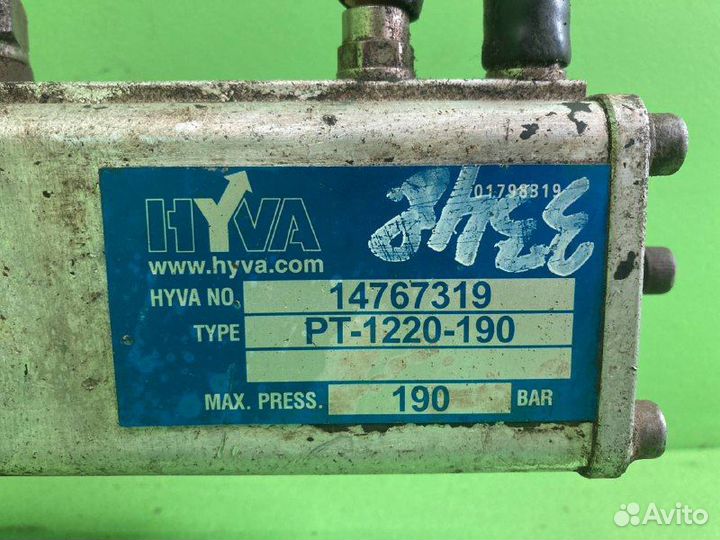 01798319
HYVA
www.hyva.com
HYVA NO. 14767319
TYPE PT-1220-190
MAX. PRESS. 190 BAR
Avito